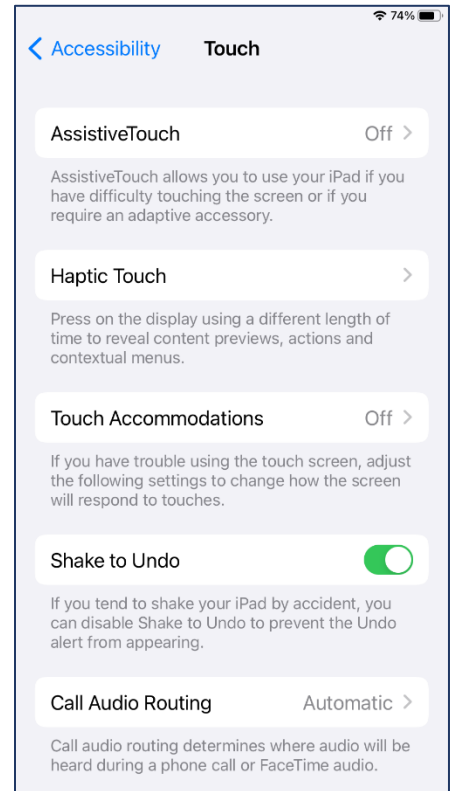 74%
Accessibility Touch
AssistiveTouch Off
AssistiveTouch allows you to use your iPad if you
have difficulty touching the screen or if you
require an adaptive accessory.
Haptic Touch
Press on the display using a different length of
time to reveal content previews, actions and
contextual menus.
Touch Accommodations Off
If you have trouble using the touch screen, adjust
the following settings to change how the screen
will respond to touches.
Shake to Undo
If you tend to shake your iPad by accident, you
can disable Shake to Undo to prevent the Undo
alert from appearing.
Call Audio Routing Automatic
Call audio routing determines where audio will be
heard during a phone call or FaceTime audio.